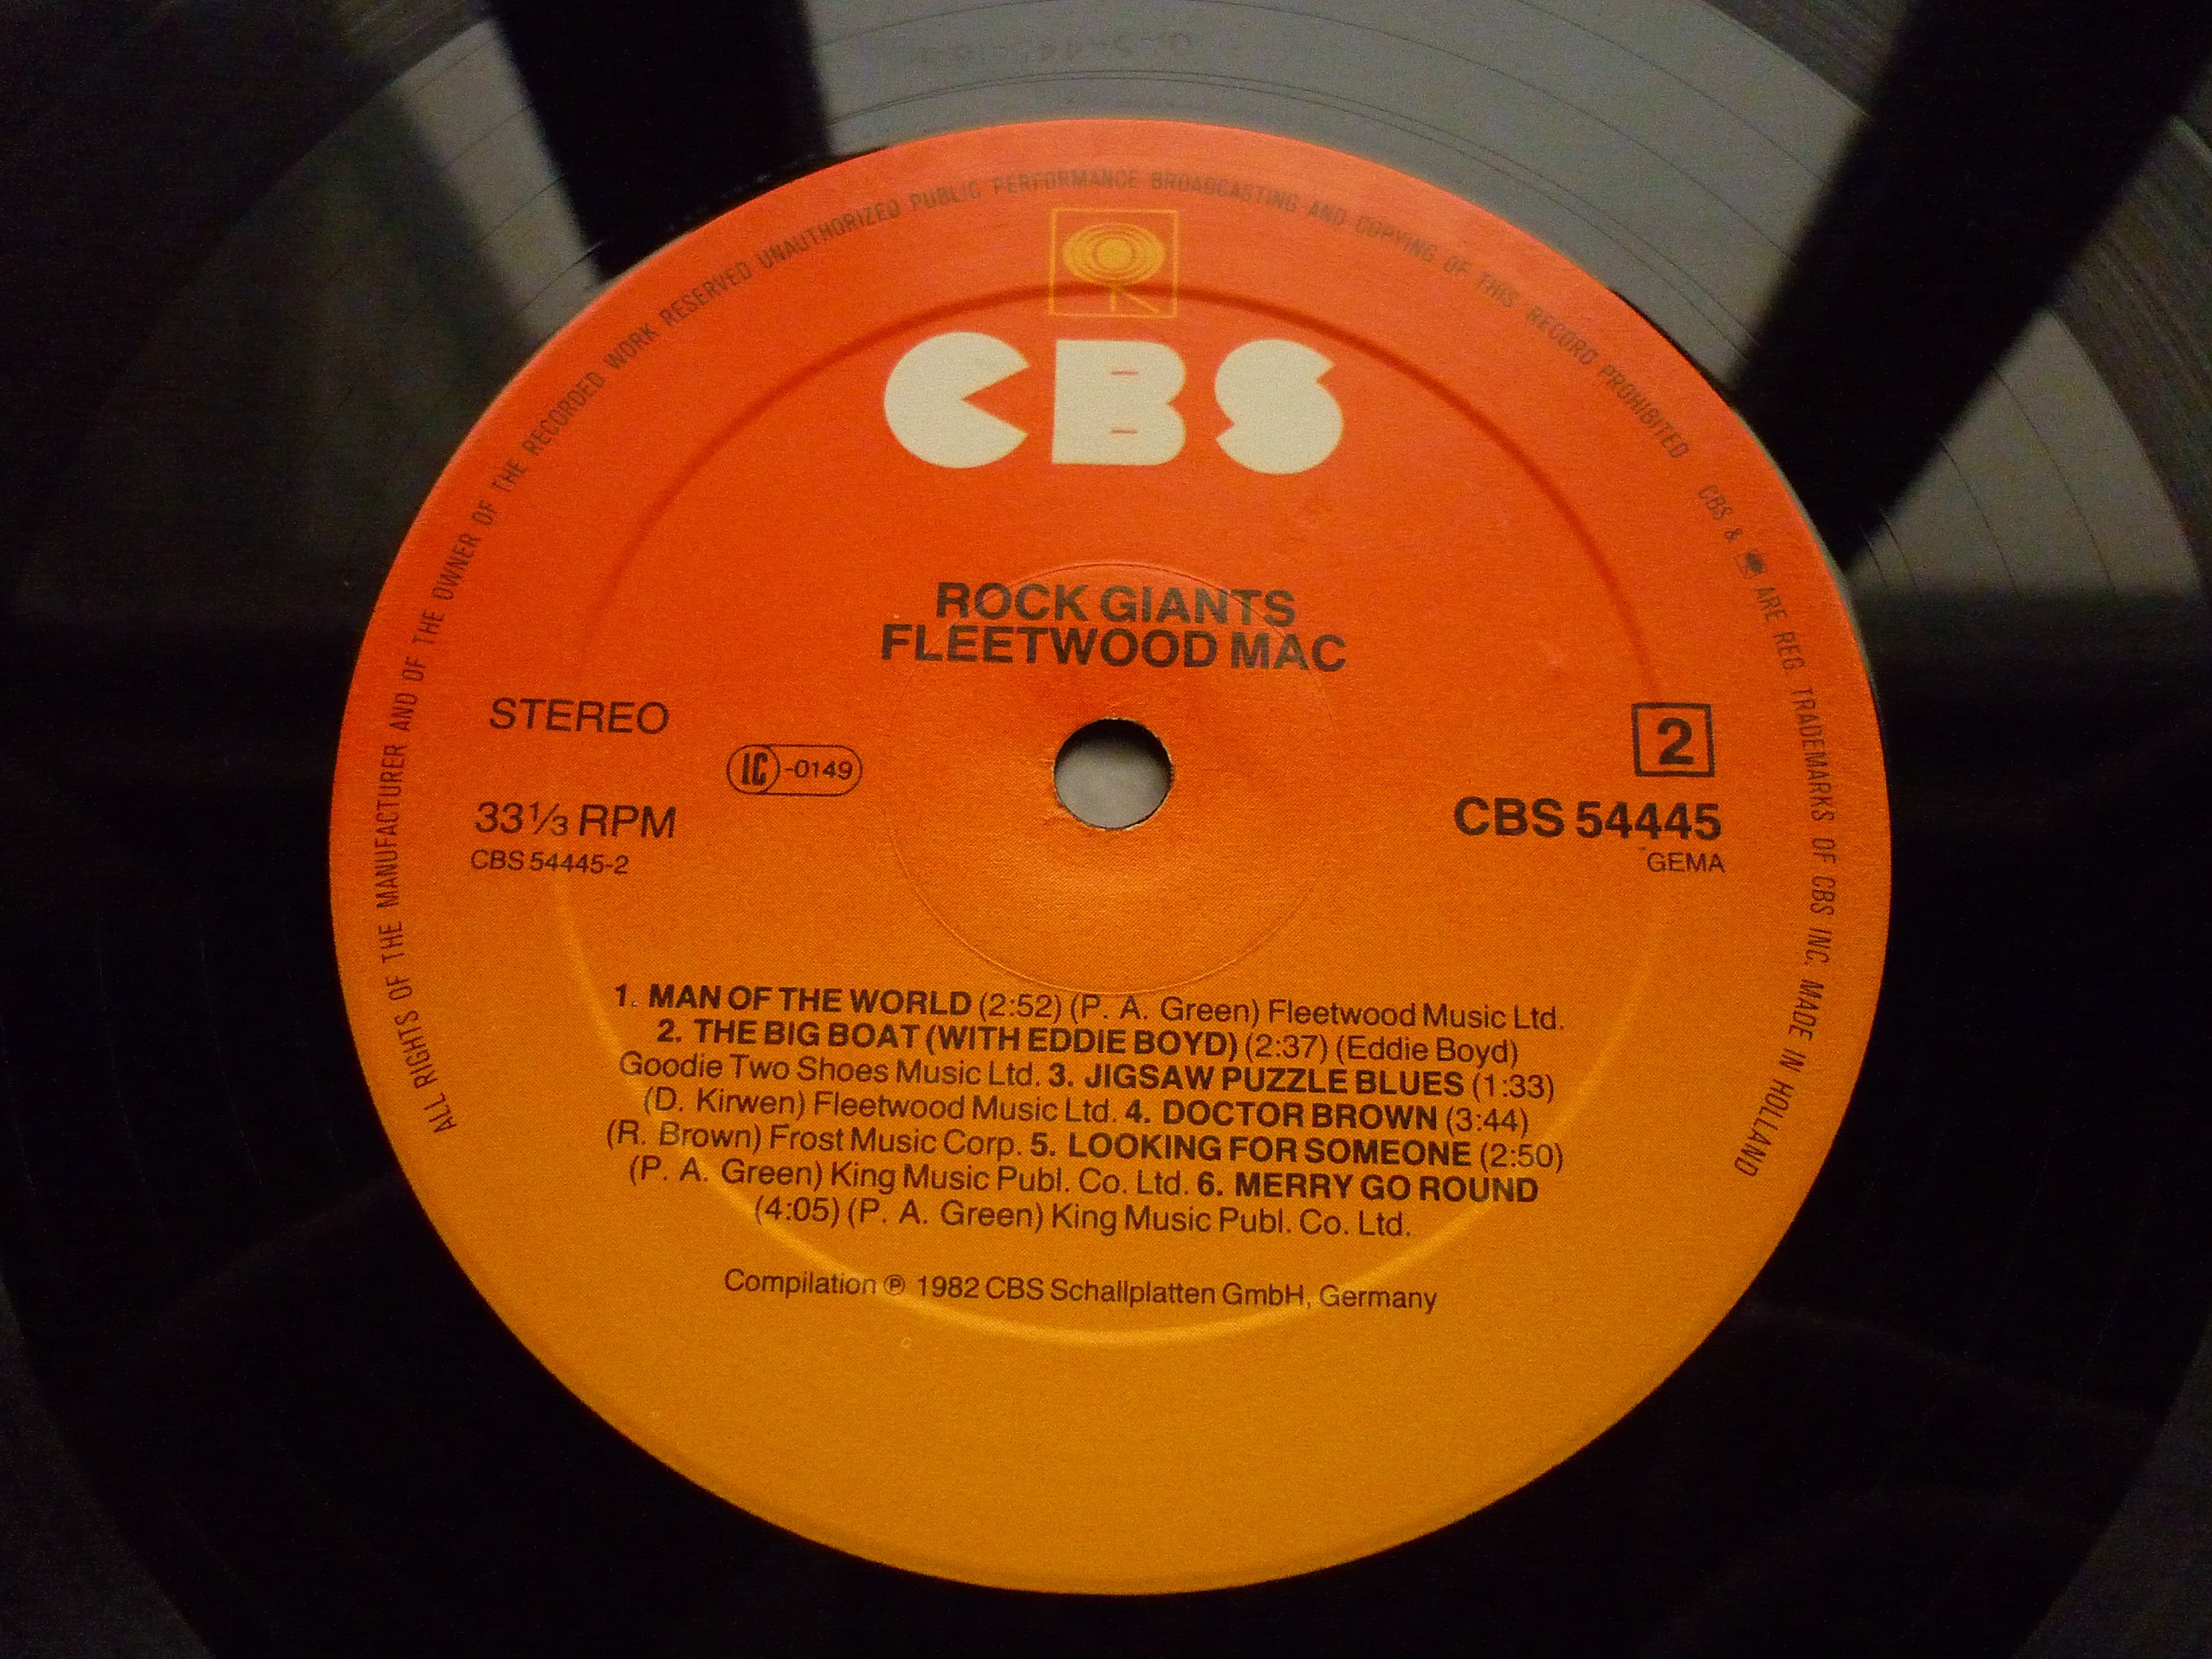 ALL RIGHTS OF THE MANUFACTURER AND OF THE OWNER OF THE RECORDED WORK RESERVED UNAUTHORIZED PUBLIC PERFORMANCE BROADCASTING AND COPYING OF THIS RECORD PROHIBITED CBS & ARE REG. TRADEMARKS OF CBS INC. MADE IN HOLLAND
CBS
ROCK GIANTS
FLEETWOOD MAC
STEREO
LC-0149
2
33⅓ RPM
CBS 54445
CBS 54445-2
GEMA
1. MAN OF THE WORLD (2:52) (P. A. Green) Fleetwood Music Ltd.
2. THE BIG BOAT (WITH EDDIE BOYD) (2:37) (Eddie Boyd)
Goodie Two Shoes Music Ltd. 3. JIGSAW PUZZLE BLUES (1:33)
(D. Kirwen) Fleetwood Music Ltd. 4. DOCTOR BROWN (3:44)
(R. Brown) Frost Music Corp. 5. LOOKING FOR SOMEONE (2:50)
(P. A. Green) King Music Publ. Co. Ltd. 6. MERRY GO ROUND
(4:05) (P. A. Green) King Music Publ. Co. Ltd.
Compilation ℗ 1982 CBS Schallplatten GmbH, Germany